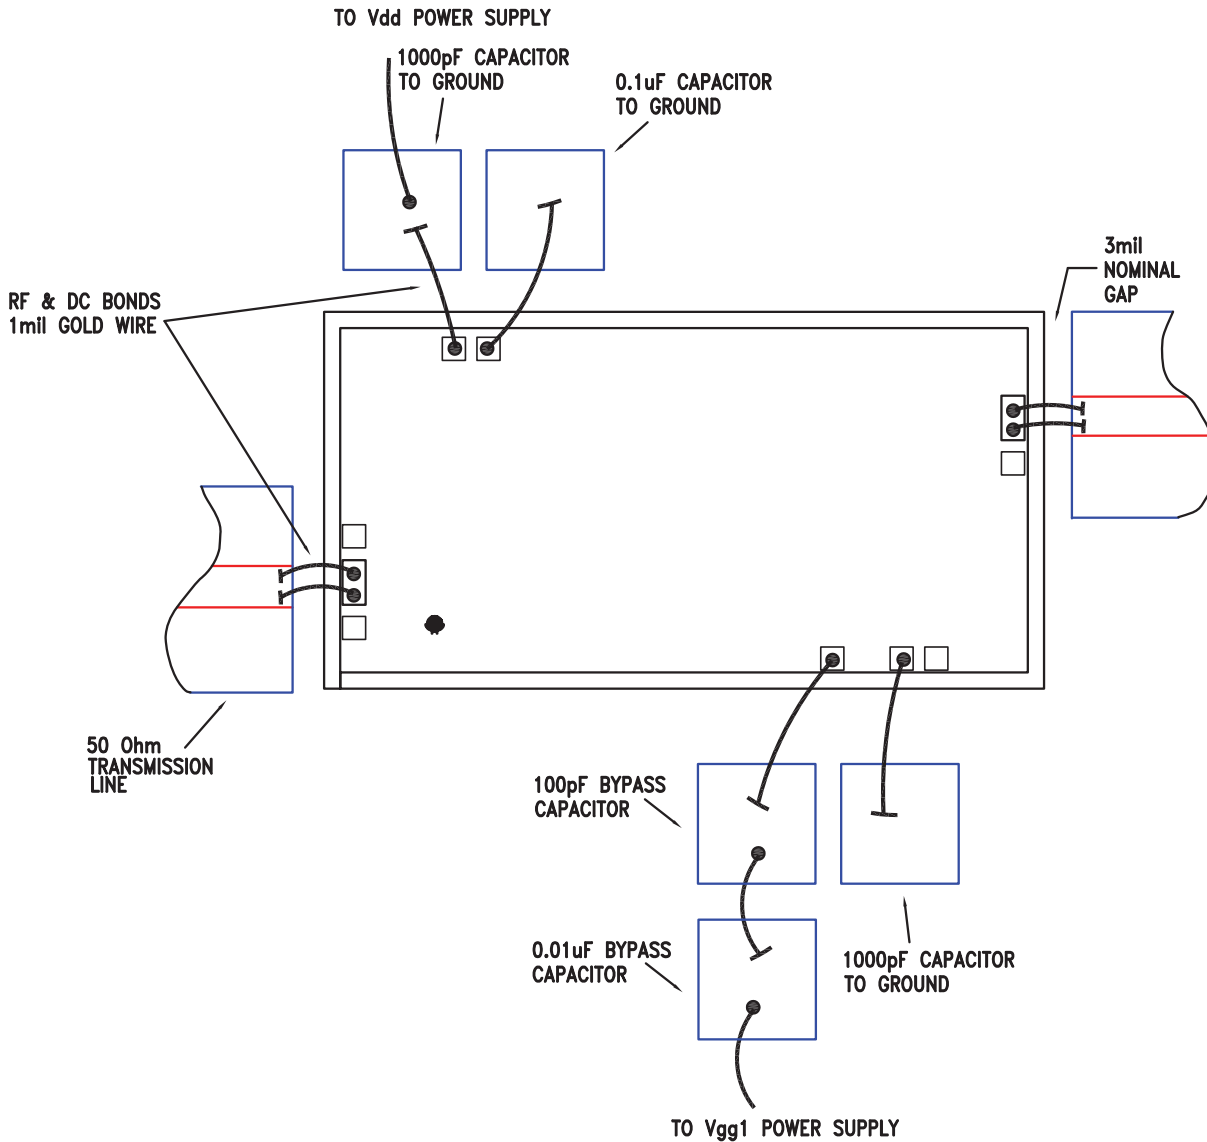 TO Vdd POWER SUPPLY
1000pF CAPACITOR
TO GROUND
0.1uF CAPACITOR
TO GROUND
3mil
NOMINAL
GAP
RF & DC BONDS
1mil GOLD WIRE
50 Ohm
TRANSMISSION
LINE
100pF BYPASS
CAPACITOR
0.01uF BYPASS
CAPACITOR
1000pF CAPACITOR
TO GROUND
TO Vgg1 POWER SUPPLY